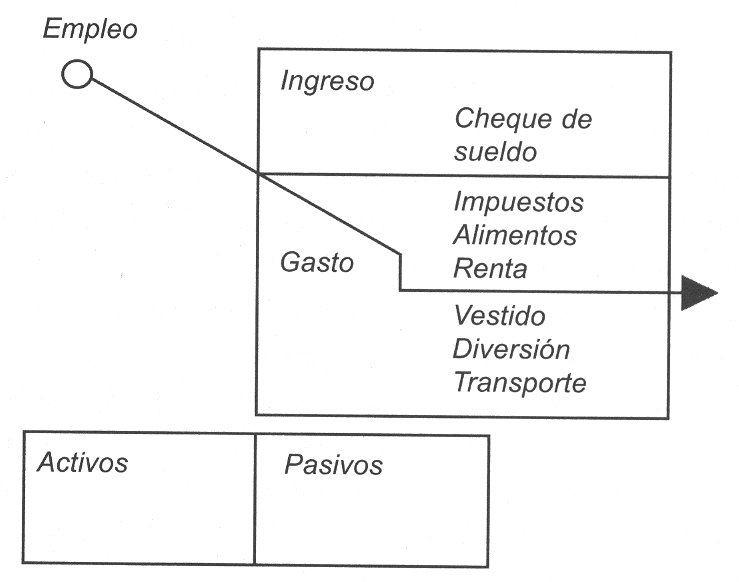 Empleo
Ingreso
Cheque de
sueldo
Impuestos
Alimentos
Gasto
Renta
Vestido
Diversión
Transporte
Activos
Pasivos